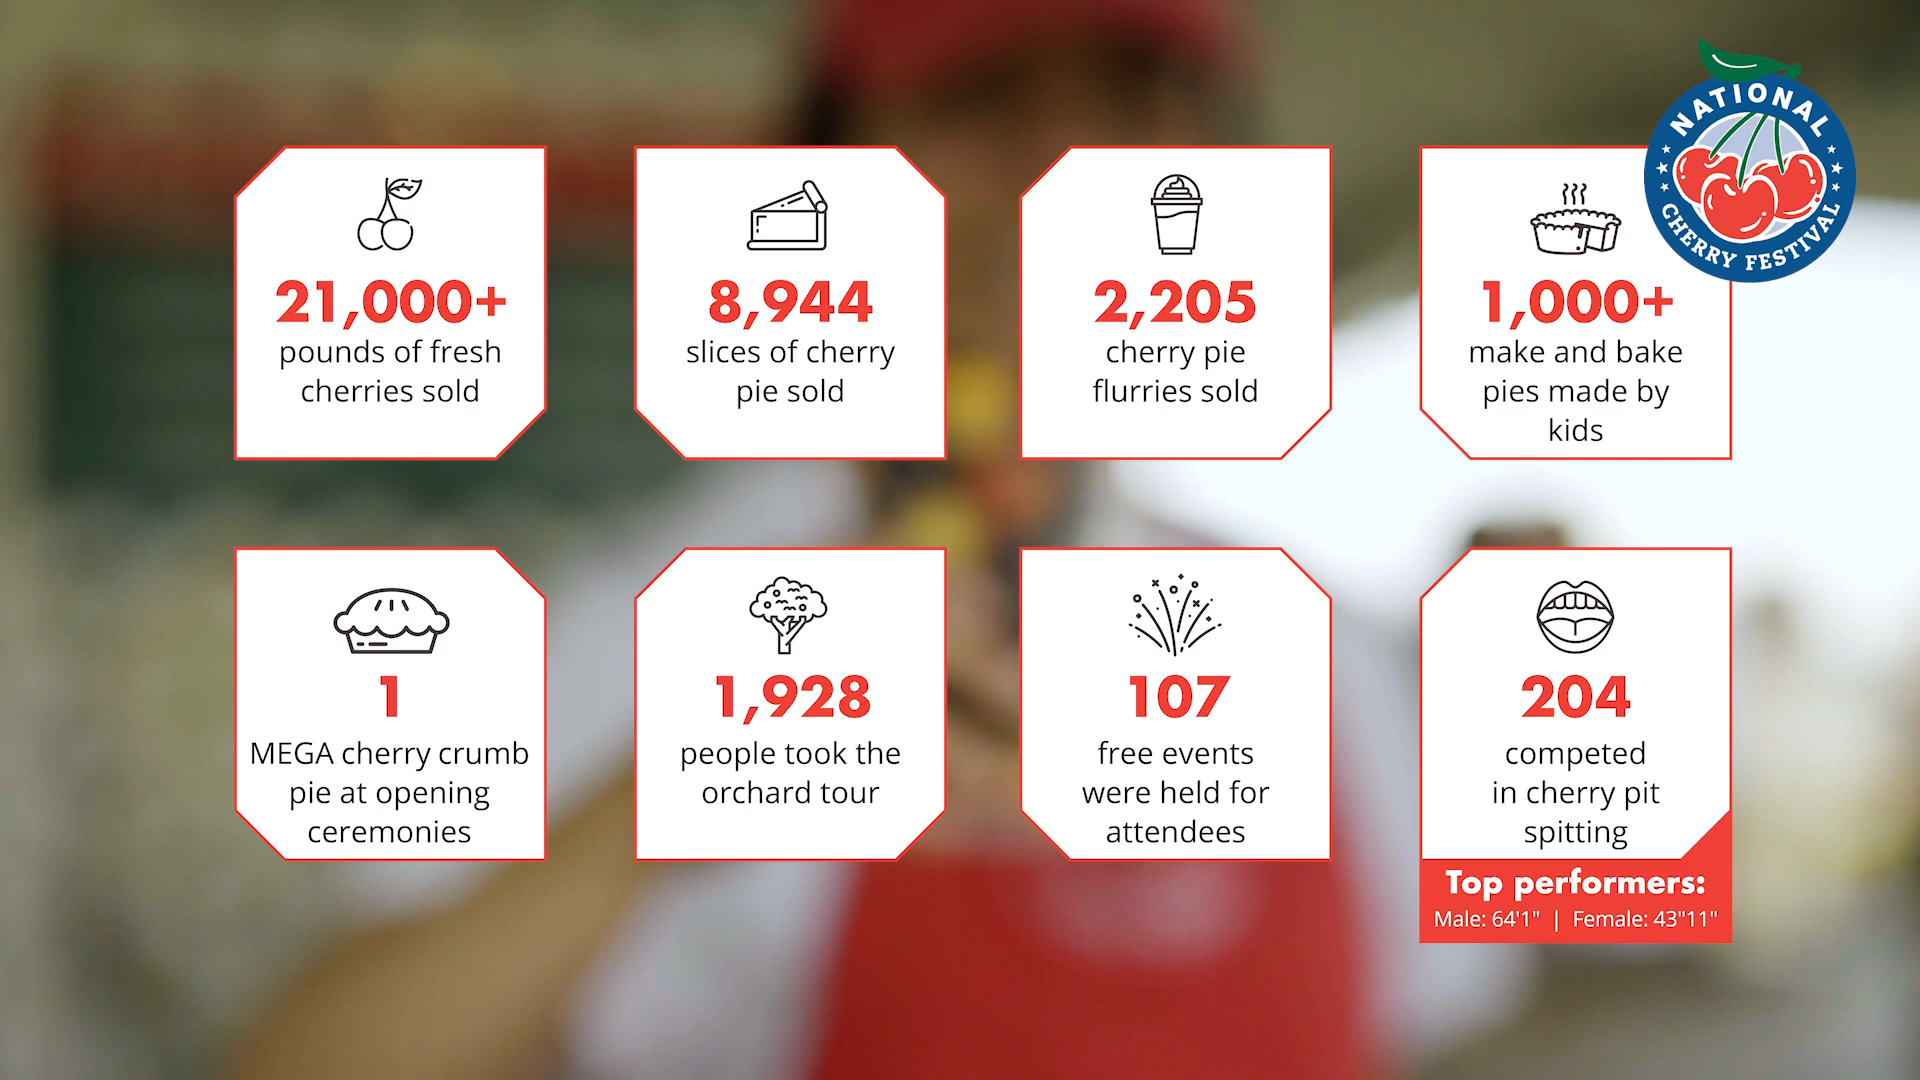 NATIONAL
CHERRY FESTIVAL
21,000+
pounds of fresh
cherries sold
8,944
slices of cherry
pie sold
2,205
cherry pie
flurries sold
1,000+
make and bake
pies made by
kids
1
MEGA cherry crumb
pie at opening
ceremonies
1,928
people took the
orchard tour
107
free events
were held for
attendees
204
competed
in cherry pit
spitting
Top performers:
Male: 64'1" | Female: 43"11"